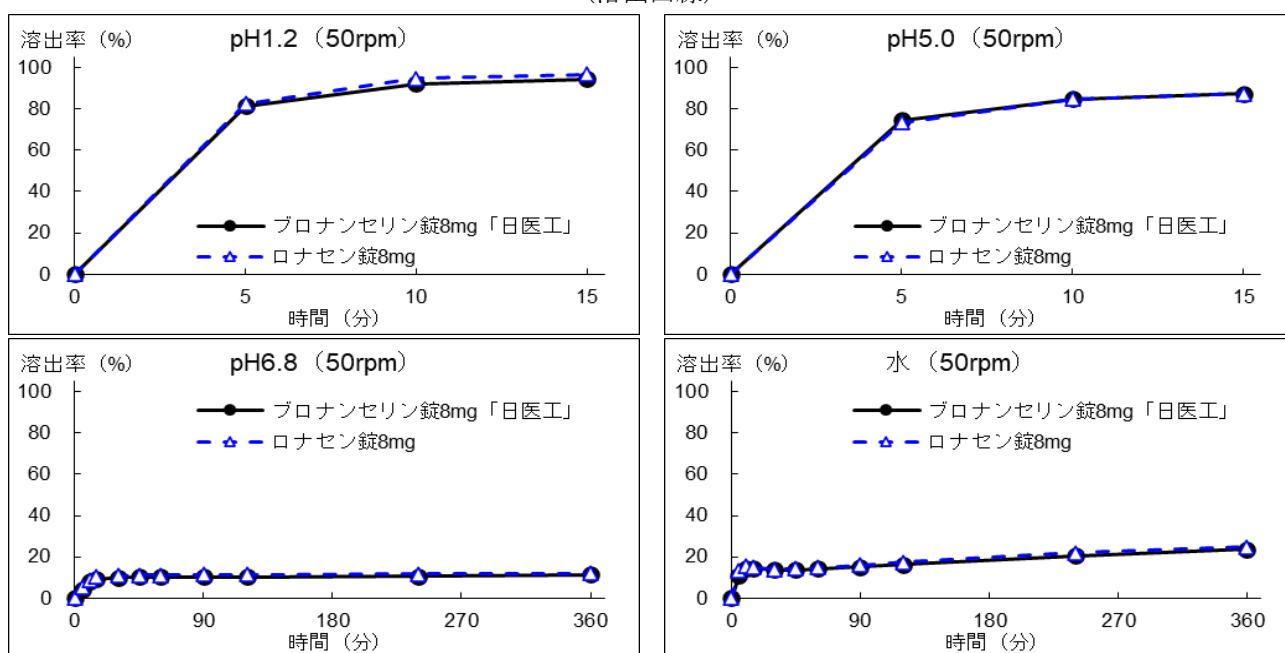 溶出率 (%)
pH1.2 (50rpm)
100
80
60
40
20
0
ブロナンセリン錠8mg「日医工」
ロナセン錠8mg
0 5 10 15
時間 (分)
溶出率 (%)
pH5.0 (50rpm)
100
80
60
40
20
0
ブロナンセリン錠8mg「日医工」
ロナセン錠8mg
0 5 10 15
時間 (分)
溶出率 (%)
pH6.8 (50rpm)
100
80
60
40
20
0
ブロナンセリン錠8mg「日医工」
ロナセン錠8mg
0 90 180 270 360
時間 (分)
溶出率 (%)
水 (50rpm)
100
80
60
40
20
0
ブロナンセリン錠8mg「日医工」
ロナセン錠8mg
0 90 180 270 360
時間 (分)